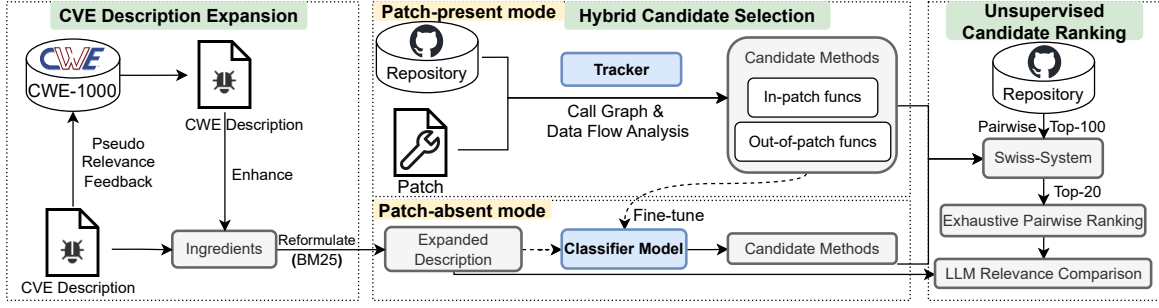 CVE Description Expansion
CWE
CWE-1000
CWE Description
Pseudo
Relevance
Feedback
Enhance
CVE Description
Ingredients
Reformulate
(BM25)
Patch-present mode
Hybrid Candidate Selection
Repository
Patch
Tracker
Call Graph &
Data Flow Analysis
Candidate Methods
In-patch funcs
Out-of-patch funcs
Patch-absent mode
Fine-tune
Expanded
Description
Classifier Model
Candidate Methods
Unsupervised
Candidate Ranking
Repository
Pairwise Top-100
Swiss-System
Top-20
Exhaustive Pairwise Ranking
LLM Relevance Comparison